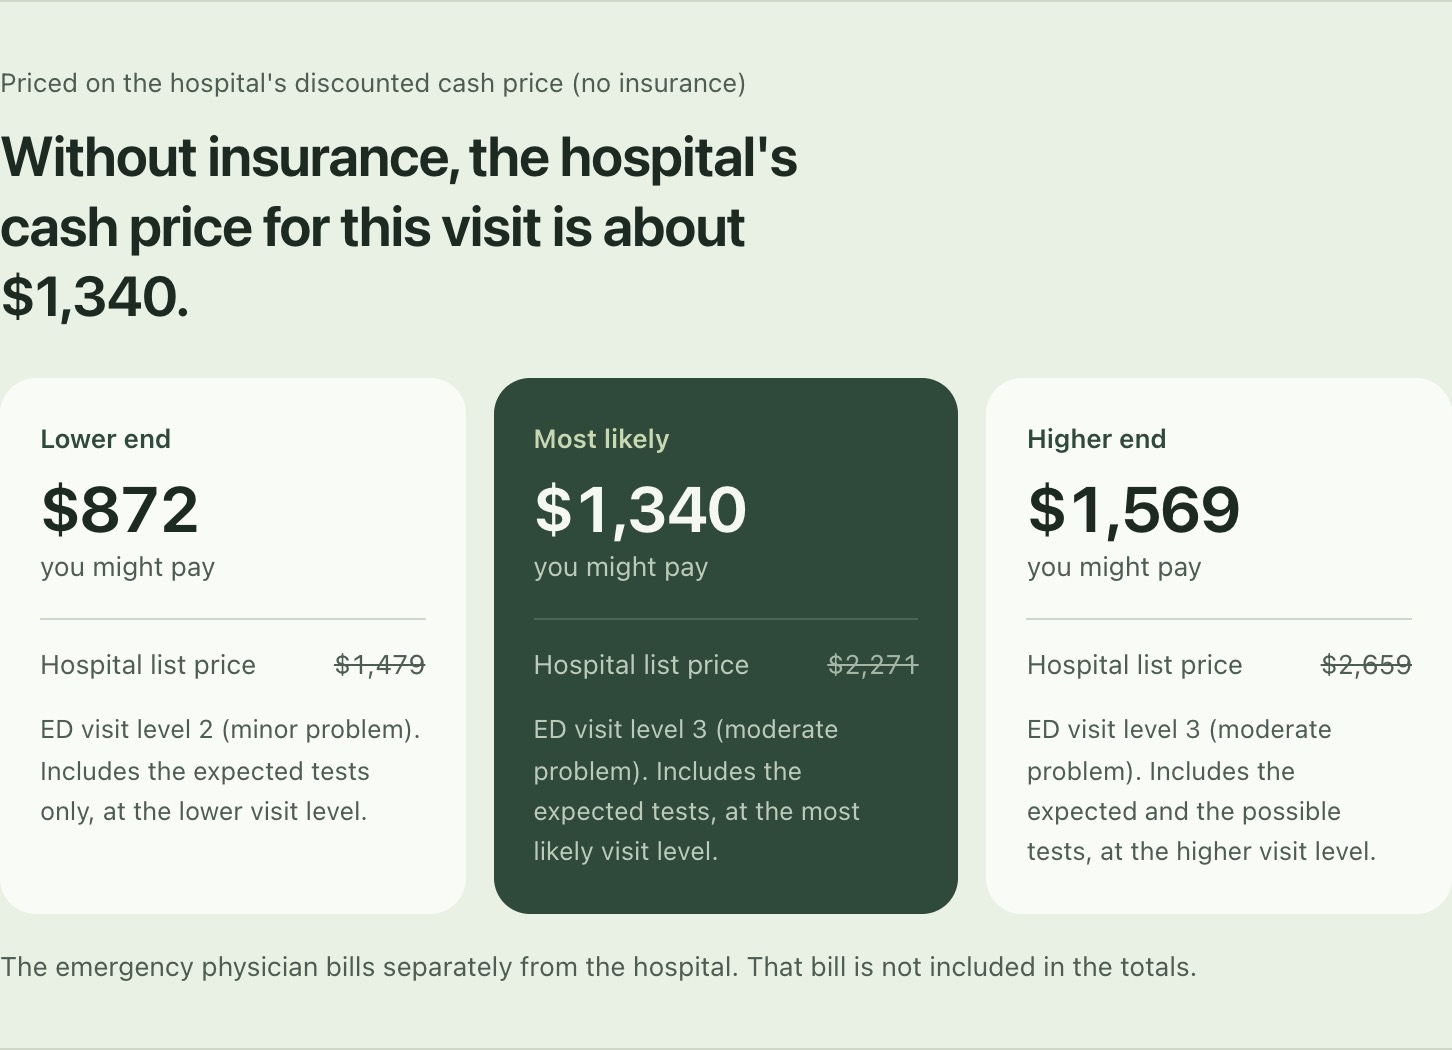 Priced on the hospital's discounted cash price (no insurance)
Without insurance, the hospital's
cash price for this visit is about
$1,340.
Lower end
$872
you might pay
Hospital list price $1,479
ED visit level 2 (minor problem).
Includes the expected tests
only, at the lower visit level.
Most likely
$1,340
you might pay
Hospital list price $2,271
ED visit level 3 (moderate
problem). Includes the
expected tests, at the most
likely visit level.
Higher end
$1,569
you might pay
Hospital list price $2,659
ED visit level 3 (moderate
problem). Includes the
expected and the possible
tests, at the higher visit level.
The emergency physician bills separately from the hospital. That bill is not included in the totals.